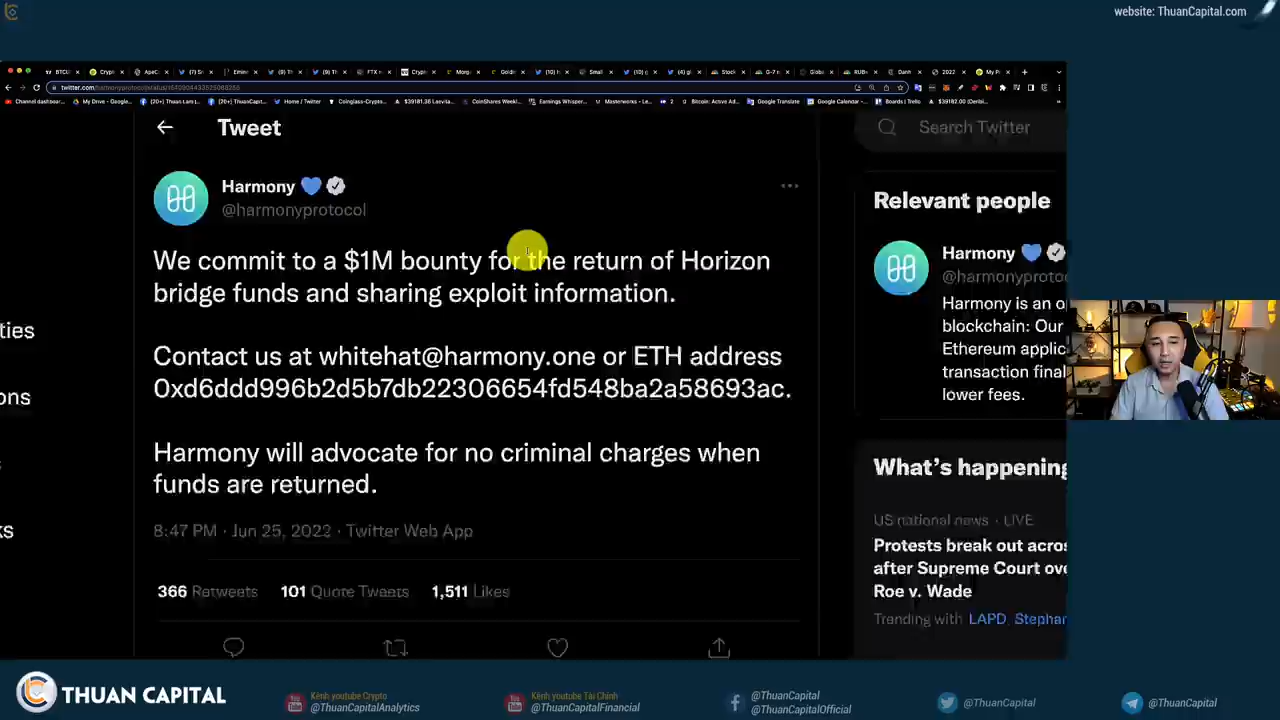 website: ThuanCapital.com
Tweet
Search Twitter
Harmony
@harmonyprotocol
We commit to a $1M bounty for the return of Horizon
bridge funds and sharing exploit information.
Contact us at whitehat@harmony.one or ETH address
0xd6ddd996b2d5b7db22306654fd548ba2a58693ac.
Harmony will advocate for no criminal charges when
funds are returned.
8:47 PM · Jun 25, 2022 · Twitter Web App
366 Retweets 101 Quote Tweets 1,511 Likes
ties
ons
ks
Relevant people
Harmony
@harmonyproto
Harmony is an o
blockchain: Our
Ethereum applic
transaction final
lower fees.
What's happening
US national news · LIVE
Protests break out acros
after Supreme Court ove
Roe v. Wade
Trending with LAPD, Stephan
THUAN CAPITAL
Kênh youtube Crypto
@ThuanCapitalAnalytics
Kênh youtube Tài Chính
@ThuanCapitalFinancial
@ThuanCapital
@ThuanCapitalOfficial
@ThuanCapital
@ThuanCapital